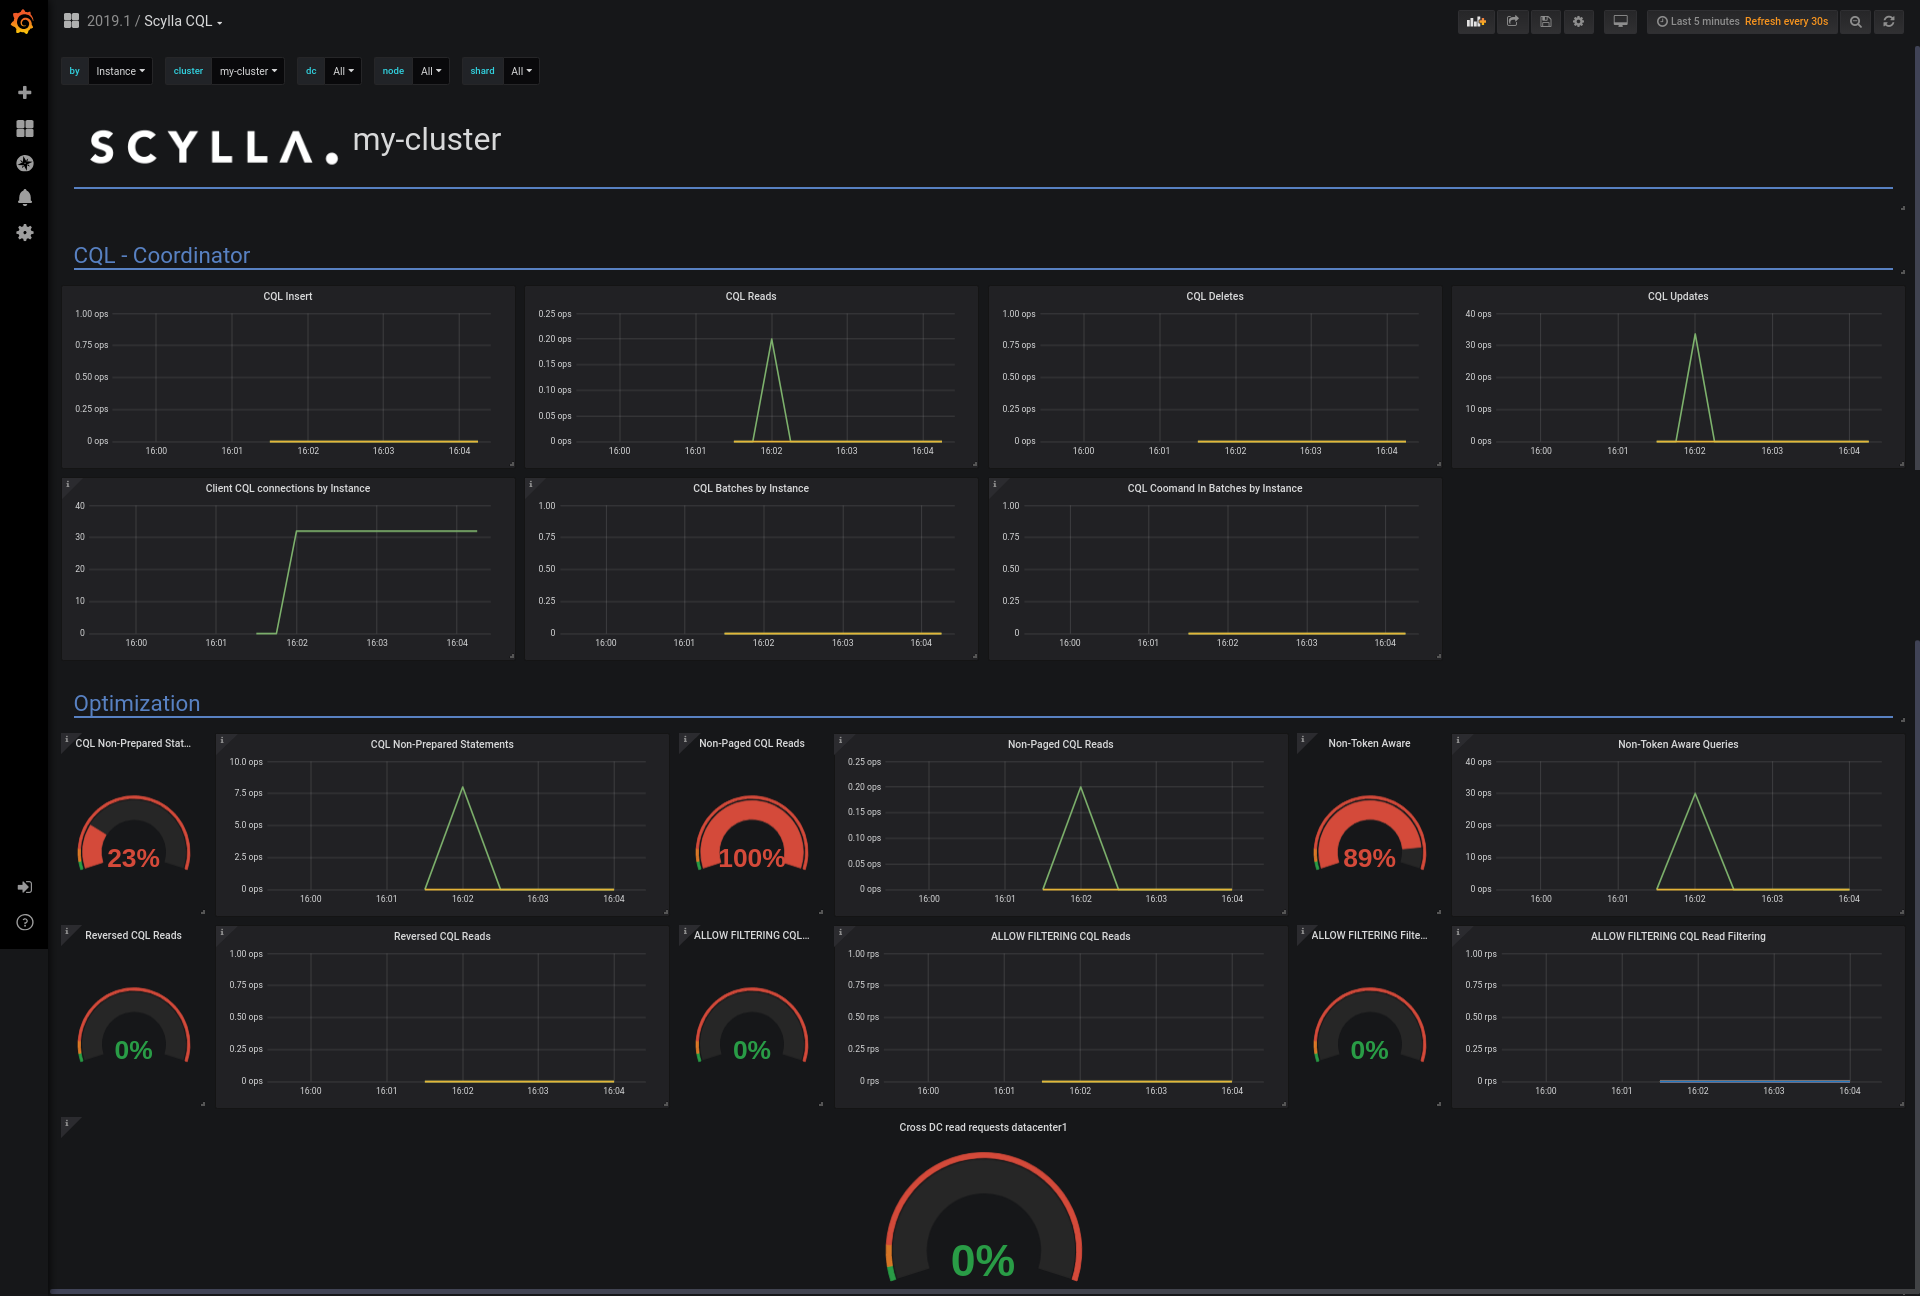 2019.1 / Scylla CQL
Last 5 minutes Refresh every 30s
by Instance cluster my-cluster dc All node All shard All
SCYLLA. my-cluster
CQL - Coordinator
CQL Insert
1.00 ops
0.75 ops
0.50 ops
0.25 ops
0 ops
16:00 16:01 16:02 16:03 16:04
CQL Reads
0.25 ops
0.20 ops
0.15 ops
0.10 ops
0.05 ops
0 ops
16:00 16:01 16:02 16:03 16:04
CQL Deletes
1.00 ops
0.75 ops
0.50 ops
0.25 ops
0 ops
16:00 16:01 16:02 16:03 16:04
CQL Updates
40 ops
30 ops
20 ops
10 ops
0 ops
16:00 16:01 16:02 16:03 16:04
Client CQL connections by Instance
40
30
20
10
0
16:00 16:01 16:02 16:03 16:04
CQL Batches by Instance
1.00
0.75
0.50
0.25
0
16:00 16:01 16:02 16:03 16:04
CQL Coomand In Batches by Instance
1.00
0.75
0.50
0.25
0
16:00 16:01 16:02 16:03 16:04
Optimization
CQL Non-Prepared Stat...
23%
CQL Non-Prepared Statements
10.0 ops
7.5 ops
5.0 ops
2.5 ops
0 ops
16:00 16:01 16:02 16:03 16:04
Non-Paged CQL Reads
100%
Non-Paged CQL Reads
0.25 ops
0.20 ops
0.15 ops
0.10 ops
0.05 ops
0 ops
16:00 16:01 16:02 16:03 16:04
Non-Token Aware
89%
Non-Token Aware Queries
40 ops
30 ops
20 ops
10 ops
0 ops
16:00 16:01 16:02 16:03 16:04
Reversed CQL Reads
0%
Reversed CQL Reads
1.00 ops
0.75 ops
0.50 ops
0.25 ops
0 ops
16:00 16:01 16:02 16:03 16:04
ALLOW FILTERING CQL...
0%
ALLOW FILTERING CQL Reads
1.00 rps
0.75 rps
0.50 rps
0.25 rps
0 rps
16:00 16:01 16:02 16:03 16:04
ALLOW FILTERING Filte...
0%
ALLOW FILTERING CQL Read Filtering
1.00 rps
0.75 rps
0.50 rps
0.25 rps
0 rps
16:00 16:01 16:02 16:03 16:04
Cross DC read requests datacenter1
0%